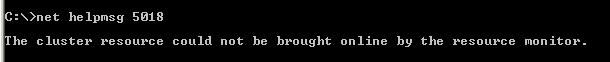 C:\>net helpmsg 5018
The cluster resource could not be brought online by the resource monitor.